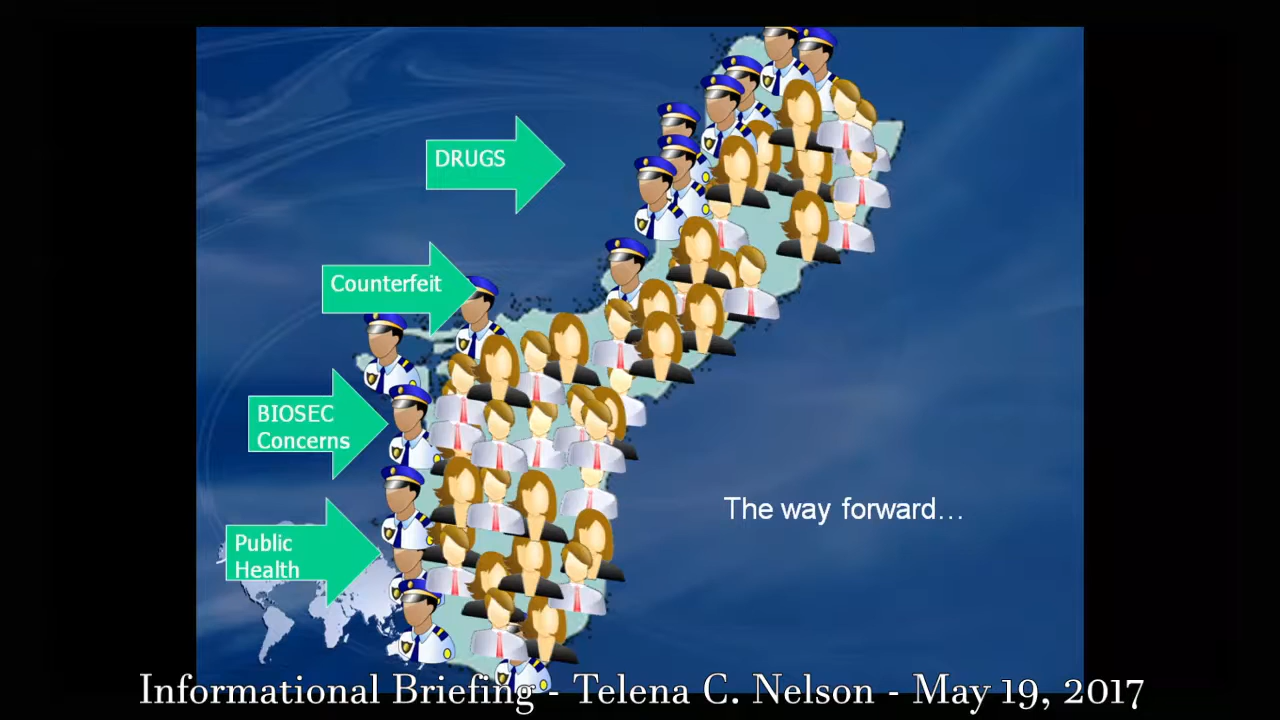 DRUGS
Counterfeit
BIOSEC
Concerns
Public
Health
The way forward...
Informational Briefing - Telena C. Nelson - May 19, 2017